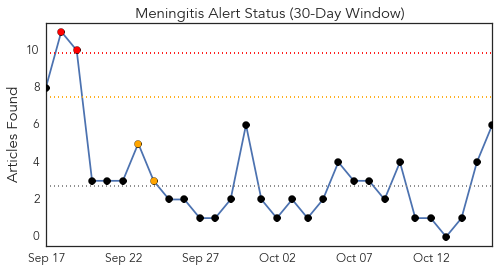 Meningitis Alert Status (30-Day Window)
Articles Found
10
8
6
4
2
0
Sep 17 Sep 22 Sep 27 Oct 02 Oct 07 Oct 12